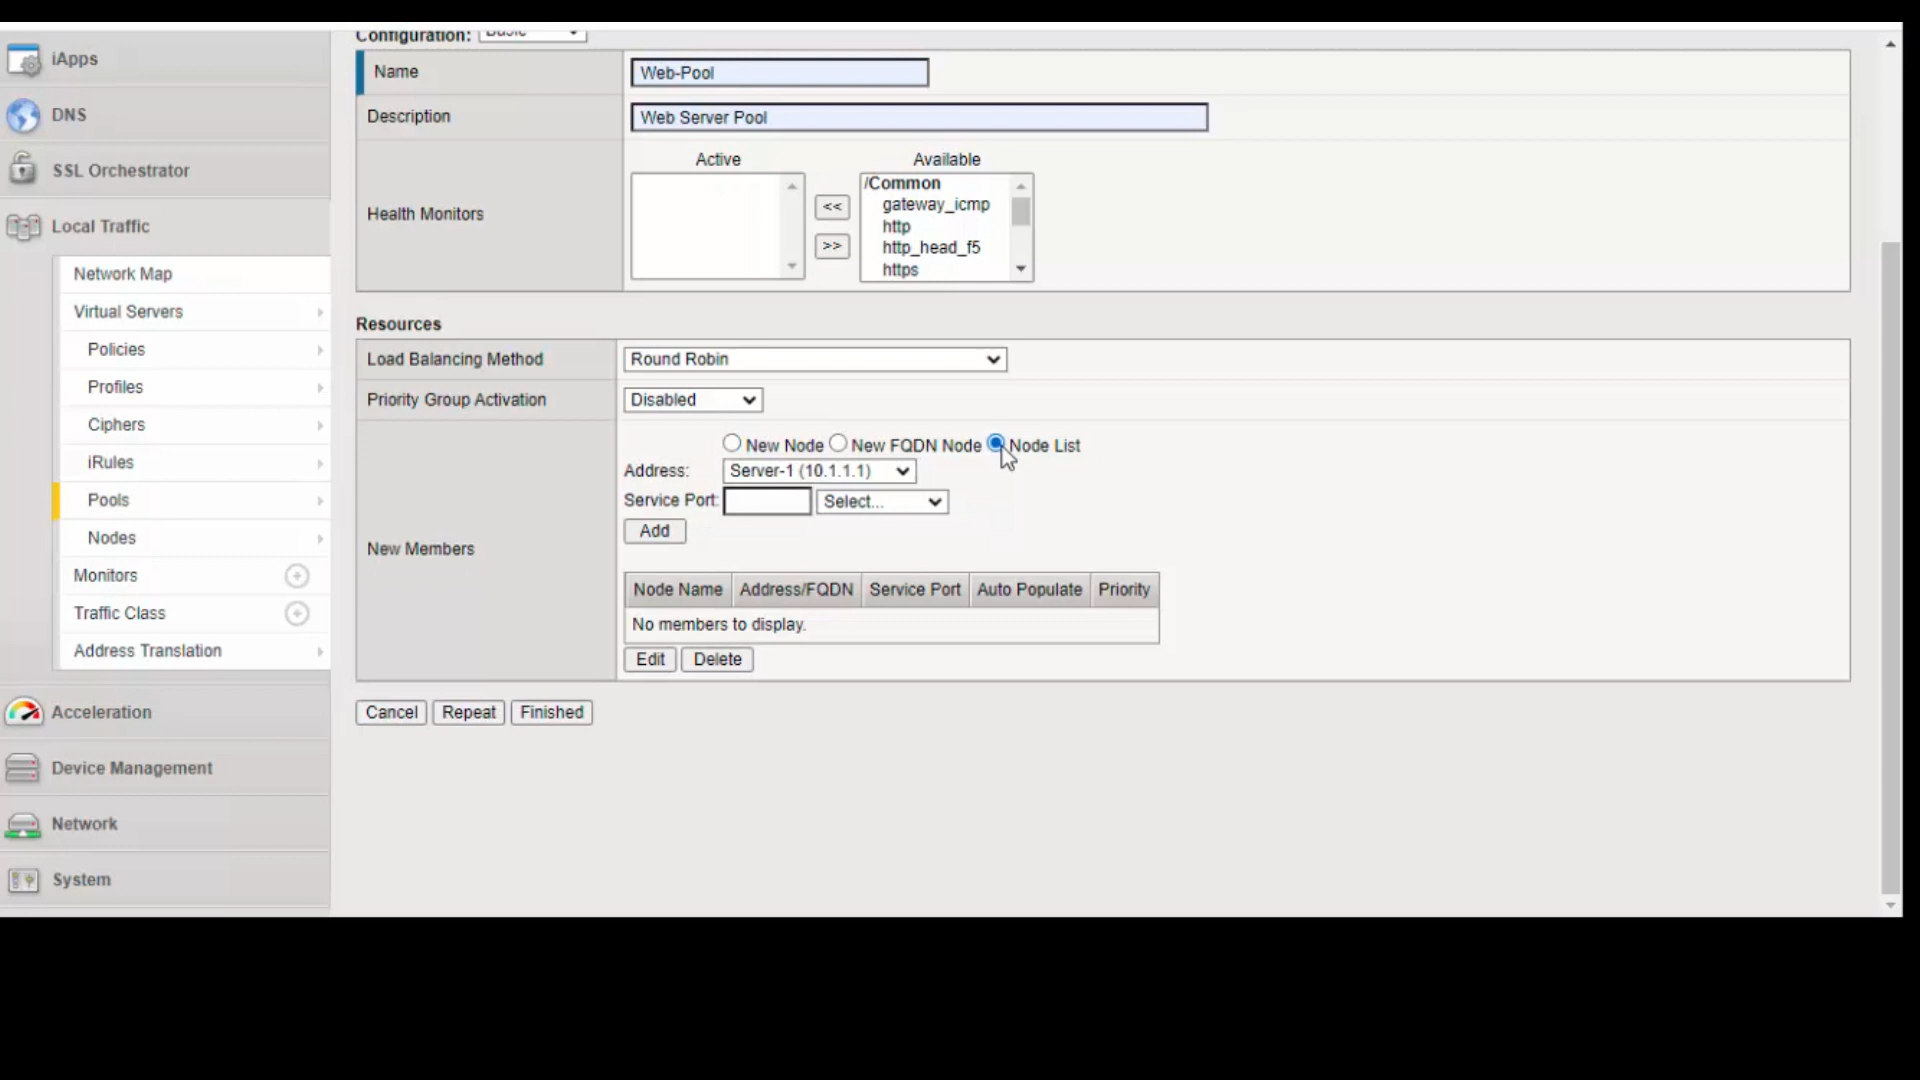 iApps
DNS
SSL Orchestrator
Local Traffic
Network Map
Virtual Servers
Policies
Profiles
Ciphers
iRules
Pools
Nodes
Monitors
Traffic Class
Address Translation
Acceleration
Device Management
Network
System
Configuration: Basic
Name Web-Pool
Description Web Server Pool
Active Available
Health Monitors
<< >>
/Common
gateway_icmp
http
http_head_f5
https
Resources
Load Balancing Method Round Robin
Priority Group Activation Disabled
New Members
New Node New FQDN Node Node List
Address: Server-1 (10.1.1.1)
Service Port: Select...
Add
Node Name Address/FQDN Service Port Auto Populate Priority
No members to display.
Edit Delete
Cancel Repeat Finished